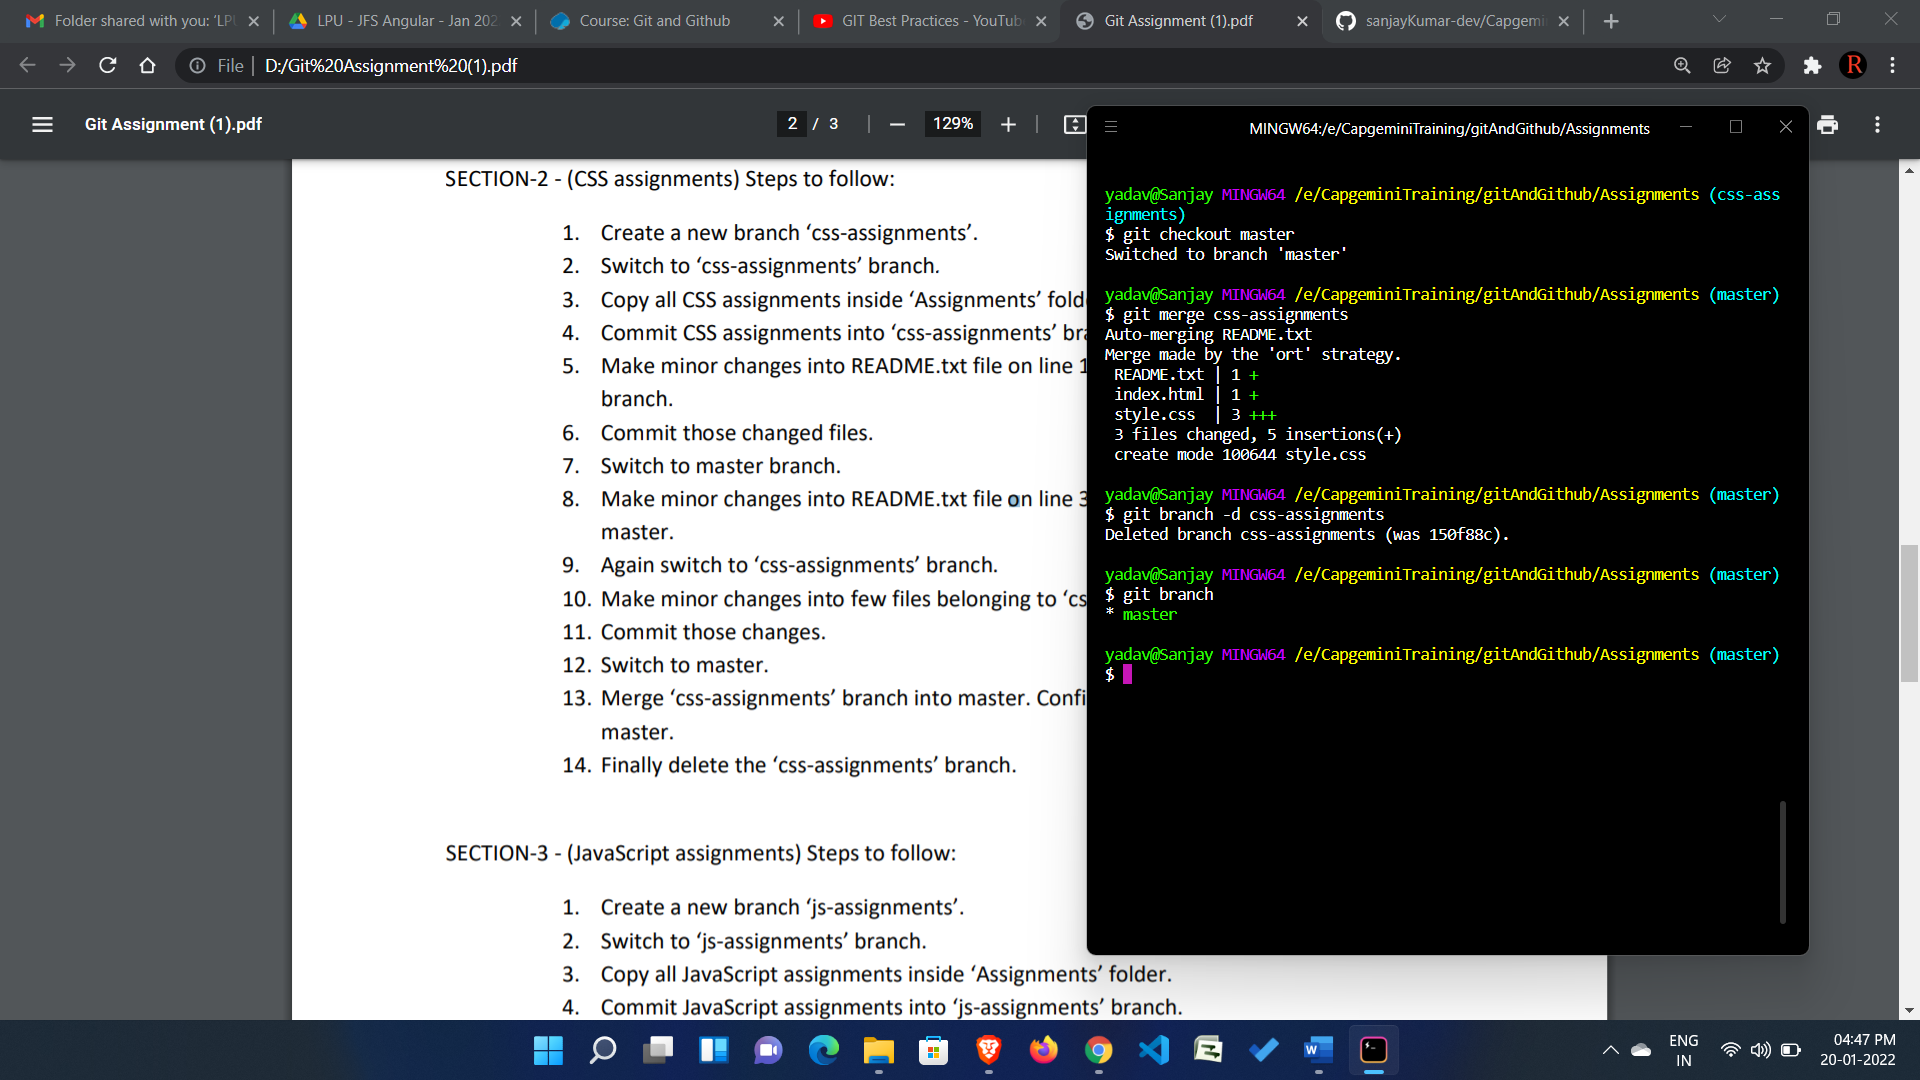 Folder shared with you: 'LPU
LPU - JFS Angular - Jan 202
Course: Git and Github
GIT Best Practices - YouTub
Git Assignment (1).pdf
sanjayKumar-dev/Capgemin
File
D:/Git%20Assignment%20(1).pdf
R
Git Assignment (1).pdf
2 / 3
129%
SECTION-2 - (CSS assignments) Steps to follow:
1. Create a new branch ‘css-assignments’.
2. Switch to ‘css-assignments’ branch.
3. Copy all CSS assignments inside ‘Assignments’ fold
4. Commit CSS assignments into ‘css-assignments’ bra
5. Make minor changes into README.txt file on line 1
branch.
6. Commit those changed files.
7. Switch to master branch.
8. Make minor changes into README.txt file on line 3
master.
9. Again switch to ‘css-assignments’ branch.
10. Make minor changes into few files belonging to ‘cs
11. Commit those changes.
12. Switch to master.
13. Merge ‘css-assignments’ branch into master. Confi
master.
14. Finally delete the ‘css-assignments’ branch.
SECTION-3 - (JavaScript assignments) Steps to follow:
1. Create a new branch ‘js-assignments’.
2. Switch to ‘js-assignments’ branch.
3. Copy all JavaScript assignments inside ‘Assignments’ folder.
4. Commit JavaScript assignments into ‘js-assignments’ branch.
MINGW64:/e/CapgeminiTraining/gitAndGithub/Assignments
yadav@Sanjay MINGW64 /e/CapgeminiTraining/gitAndGithub/Assignments (css-ass
ignments)
$ git checkout master
Switched to branch 'master'
yadav@Sanjay MINGW64 /e/CapgeminiTraining/gitAndGithub/Assignments (master)
$ git merge css-assignments
Auto-merging README.txt
Merge made by the 'ort' strategy.
README.txt | 1 +
index.html | 1 +
style.css | 3 +++
3 files changed, 5 insertions(+)
create mode 100644 style.css
yadav@Sanjay MINGW64 /e/CapgeminiTraining/gitAndGithub/Assignments (master)
$ git branch -d css-assignments
Deleted branch css-assignments (was 150f88c).
yadav@Sanjay MINGW64 /e/CapgeminiTraining/gitAndGithub/Assignments (master)
$ git branch
* master
yadav@Sanjay MINGW64 /e/CapgeminiTraining/gitAndGithub/Assignments (master)
$
ENG
IN
04:47 PM
20-01-2022